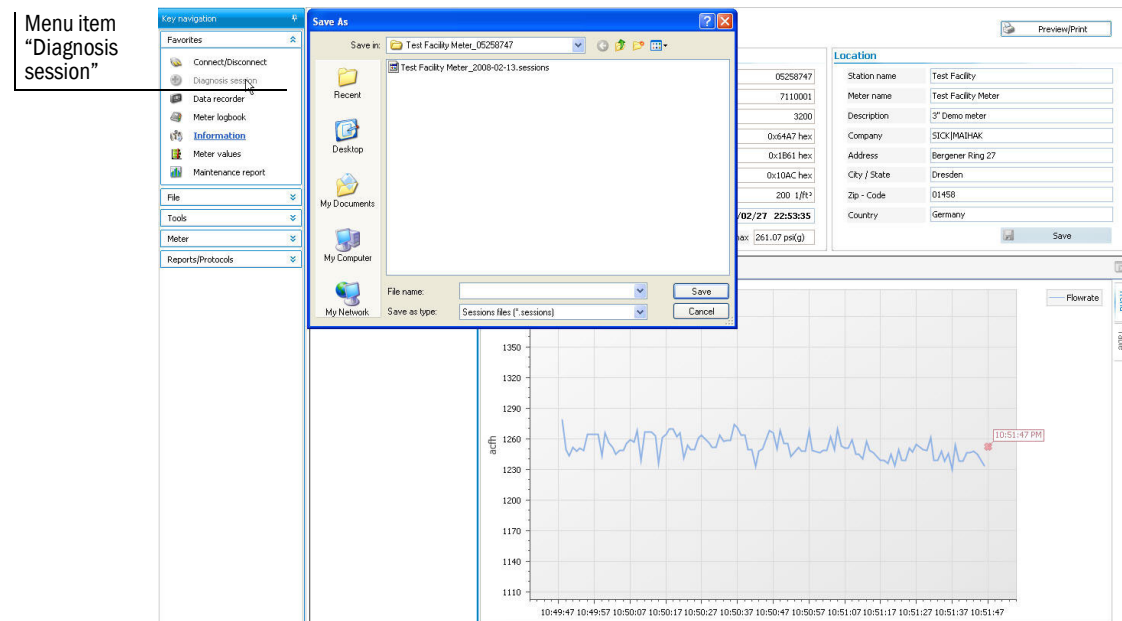 Menu item
“Diagnosis
session”
Key navigation
Favorites
Connect/Disconnect
Diagnosis session
Data recorder
Meter logbook
Information
Meter values
Maintenance report
File
Tools
Meter
Reports/Protocols
Save As
Save in:
Test Facility Meter_05258747
Test Facility Meter_2008-02-13.sessions
Recent
Desktop
My Documents
My Computer
My Network
File name:
Save
Save as type:
Sessions files (*.sessions)
Cancel
05258747
7110001
3200
0x64A7 hex
0x1B61 hex
0x10AC hex
200 1/ft³
/02/27 22:53:35
261.07 psi(g)
Preview/Print
Location
Station name Test Facility
Meter name Test Facility Meter
Description 3" Demo meter
Company SICK|MAIHAK
Address Bergener Ring 27
City / State Dresden
Zip - Code 01458
Country Germany
Save
Flowrate
1350
1320
1290
1260
1230
1200
1170
1140
1110
acfh
10:51:47 PM
10:49:47 10:49:57 10:50:07 10:50:17 10:50:27 10:50:37 10:50:47 10:50:57 10:51:07 10:51:17 10:51:27 10:51:37 10:51:47